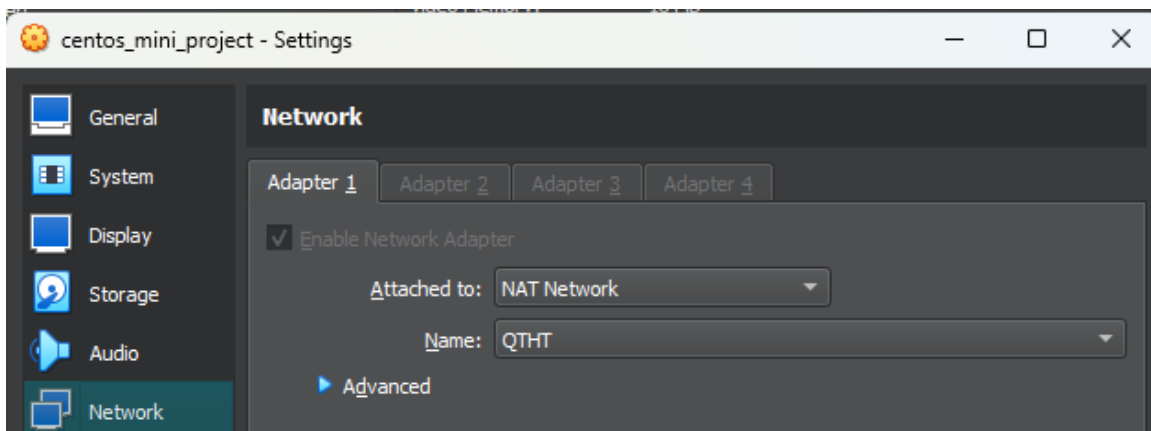 centos_mini_project - Settings
General
System
Display
Storage
Audio
Network
Network
Adapter 1
Adapter 2
Adapter 3
Adapter 4
Enable Network Adapter
Attached to: NAT Network
Name: QTHT
Advanced